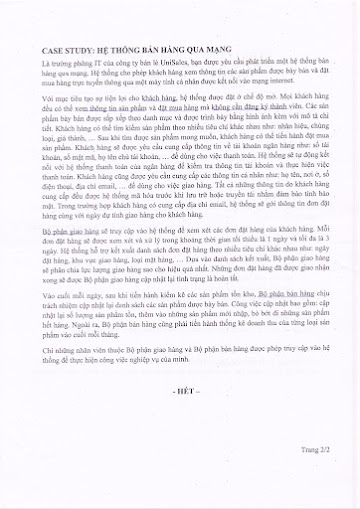 CASE STUDY: HỆ THỐNG BÁN HÀNG QUA MẠNG
Là trưởng phòng IT của công ty bán lẻ UniSales, bạn được yêu cầu phát triển một hệ thống bán
hàng qua mạng. Hệ thống cho phép khách hàng xem thông tin các sản phẩm được bày bán và đặt
mua hàng trực tuyến thông qua một máy tính cá nhân được kết nối vào mạng internet.
Với mục tiêu tạo sự tiện lợi cho khách hàng, hệ thống được đặt ở chế độ mở. Mọi khách hàng
đều có thể xem thông tin sản phẩm và đặt mua hàng mà không cần đăng ký thành viên. Các sản
phẩm bày bán được sắp xếp theo danh mục và được trình bày bằng hình ảnh kèm với mô tả chi
tiết. Khách hàng có thể tìm kiếm sản phẩm theo nhiều tiêu chí khác nhau như: nhãn hiệu, chủng
loại, giá thành, … Sau khi tìm được sản phẩm mong muốn, khách hàng có thể tiến hành đặt mua
sản phẩm. Khách hàng sẽ được yêu cầu cung cấp thông tin về tài khoản ngân hàng như: số tài
khoản, số mật mã, họ tên chủ tài khoản, … để dùng cho việc thanh toán. Hệ thống sẽ tự động kết
nối với hệ thống thanh toán của ngân hàng để kiểm tra thông tin tài khoản và thực hiện việc
thanh toán. Khách hàng cũng được yêu cầu cung cấp các thông tin cá nhân như: họ tên, nơi ở, số
điện thoại, địa chỉ email, … để dùng cho việc giao hàng. Tất cả những thông tin do khách hàng
cung cấp đều được hệ thống mã hóa trước khi lưu trữ hoặc truyền tải nhằm đảm bảo tính bảo
mật. Trong trường hợp khách hàng có cung cấp địa chỉ email, hệ thống sẽ gởi thông tin đơn đặt
hàng cùng với ngày dự tính giao hàng cho khách hàng.
Bộ phận giao hàng sẽ truy cập vào hệ thống để xem xét các đơn đặt hàng của khách hàng. Mỗi
đơn đặt hàng sẽ được xem xét và xử lý trong khoảng thời gian tối thiểu là 1 ngày và tối đa là 3
ngày. Hệ thống hỗ trợ kết xuất danh sách đơn đặt hàng theo nhiều tiêu chí khác nhau như: ngày
đặt hàng, khu vực giao hàng, loại mặt hàng, … Dựa vào danh sách kết xuất, Bộ phận giao hàng
sẽ phân chia lực lượng giao hàng sao cho hiệu quả nhất. Những đơn đặt hàng đã được giao nhận
xong sẽ được Bộ phận giao hàng cập nhật lại tình trạng là hoàn tất.
Vào cuối mỗi ngày, sau khi tiến hành kiểm kê các sản phẩm tồn kho, Bộ phận bán hàng chịu
trách nhiệm cập nhật lại danh sách các sản phẩm được bày bán. Công việc cập nhật bao gồm: cập
nhật lại số lượng sản phẩm tồn, thêm vào những sản phẩm mới nhập, bỏ bớt đi những sản phẩm
hết hàng. Ngoài ra, Bộ phận bán hàng cũng phải tiến hành thống kê doanh thu của từng loại sản
phẩm vào cuối mỗi tháng.
Chỉ những nhân viên thuộc Bộ phận giao hàng và Bộ phận bán hàng được phép truy cập vào hệ
thống để thực hiện công việc nghiệp vụ của mình.
- HẾT –
Trang 2/2